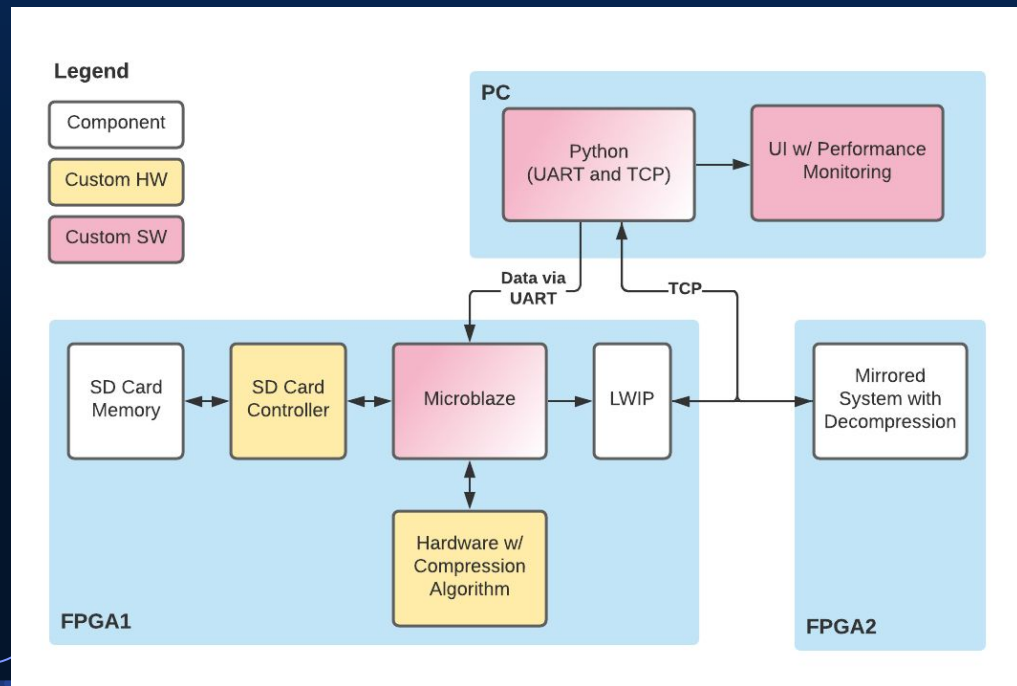 Legend
Component
Custom HW
Custom SW
PC
Python
(UART and TCP)
UI w/ Performance
Monitoring
Data via
UART
TCP
SD Card
Memory
SD Card
Controller
Microblaze
LWIP
Hardware w/
Compression
Algorithm
FPGA1
Mirrored
System with
Decompression
FPGA2